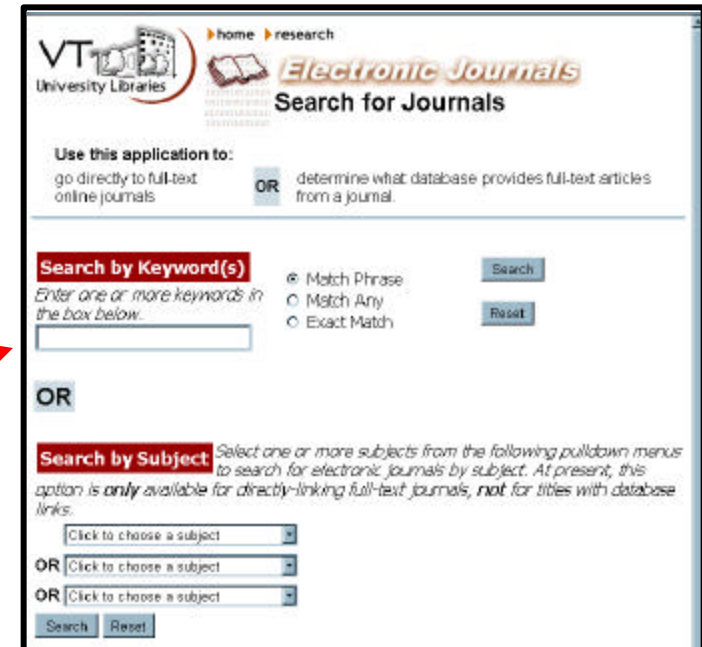 home research
VT
University Libraries
Electronic Journals
Search for Journals
Use this application to:
go directly to full-text
online journals
OR
determine what database provides full-text articles
from a journal.
Search by Keyword(s)
Enter one or more keywords in
the box below.
Match Phrase
Match Any
Exact Match
Search
Reset
OR
Search by Subject Select one or more subjects from the following pulldown menus
to search for electronic journals by subject. At present, this
option is only available for directly-linking full-text journals, not for titles with database
links.
Click to choose a subject
OR Click to choose a subject
OR Click to choose a subject
Search Reset